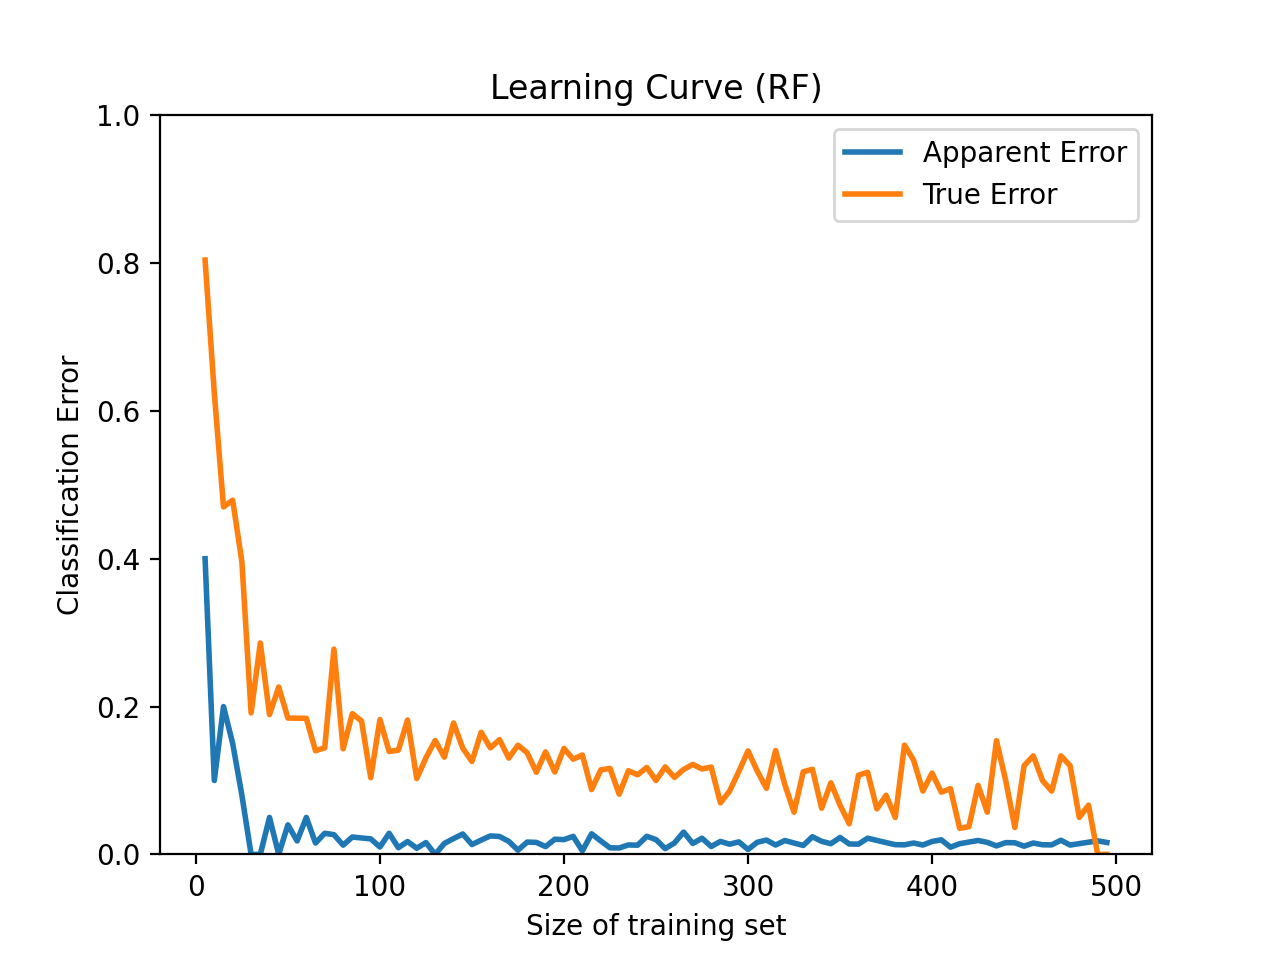 Learning Curve (RF)
Apparent Error
True Error
1.0
0.8
0.6
0.4
0.2
0.0
Classification Error
0 100 200 300 400 500
Size of training set